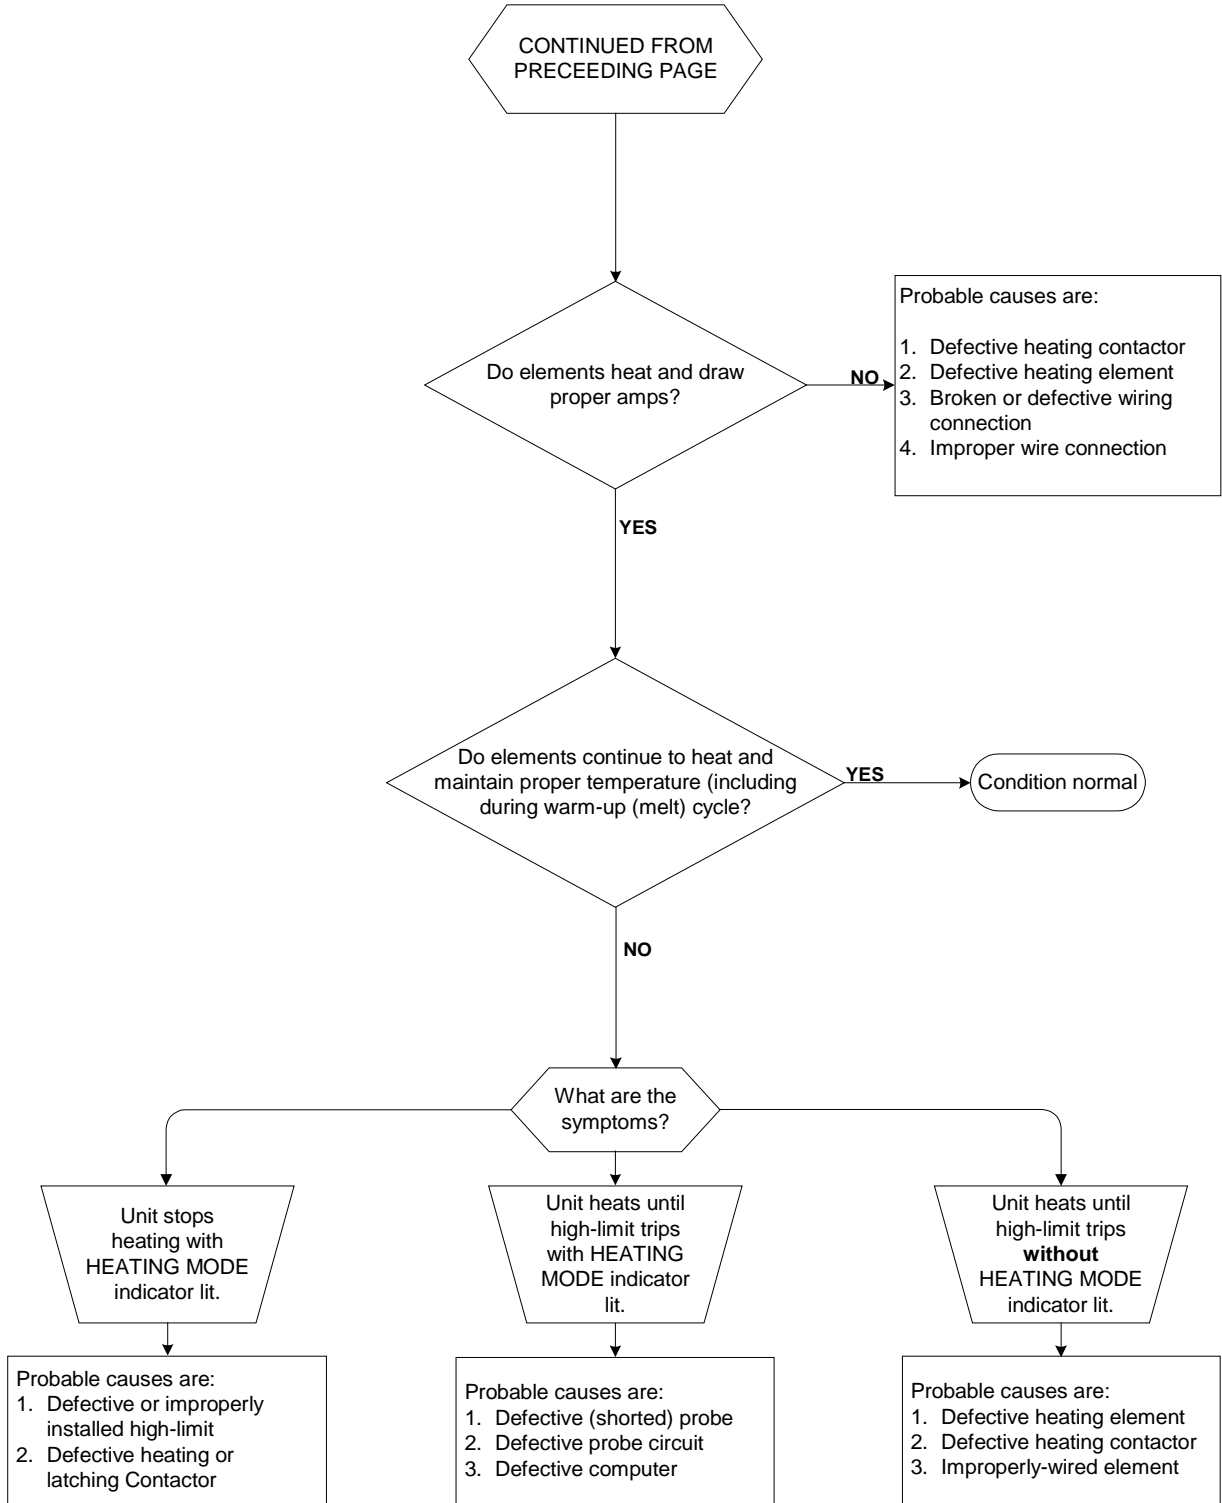 CONTINUED FROM
PRECEEDING PAGE
Do elements heat and draw
proper amps?
NO
Probable causes are:
1. Defective heating contactor
2. Defective heating element
3. Broken or defective wiring
connection
4. Improper wire connection
YES
Do elements continue to heat and
maintain proper temperature (including
during warm-up (melt) cycle?
YES
Condition normal
NO
What are the
symptoms?
Unit stops
heating with
HEATING MODE
indicator lit.
Unit heats until
high-limit trips
with HEATING
MODE indicator
lit.
Unit heats until
high-limit trips
without
HEATING MODE
indicator lit.
Probable causes are:
1. Defective or improperly
installed high-limit
2. Defective heating or
latching Contactor
Probable causes are:
1. Defective (shorted) probe
2. Defective probe circuit
3. Defective computer
Probable causes are:
1. Defective heating element
2. Defective heating contactor
3. Improperly-wired element